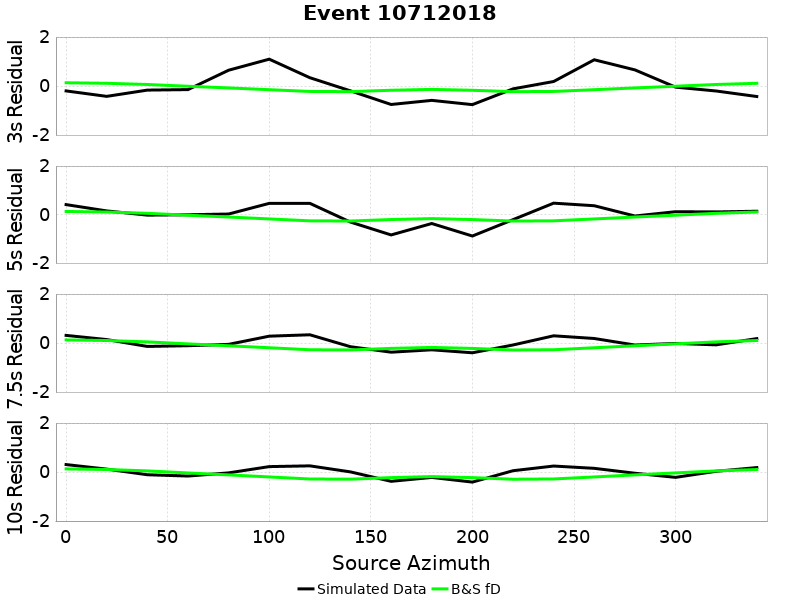 Event 10712018
3s Residual
2
0
-2
5s Residual
2
0
-2
7.5s Residual
2
0
-2
10s Residual
2
0
-2
0 50 100 150 200 250 300
Source Azimuth
Simulated Data B&S fD